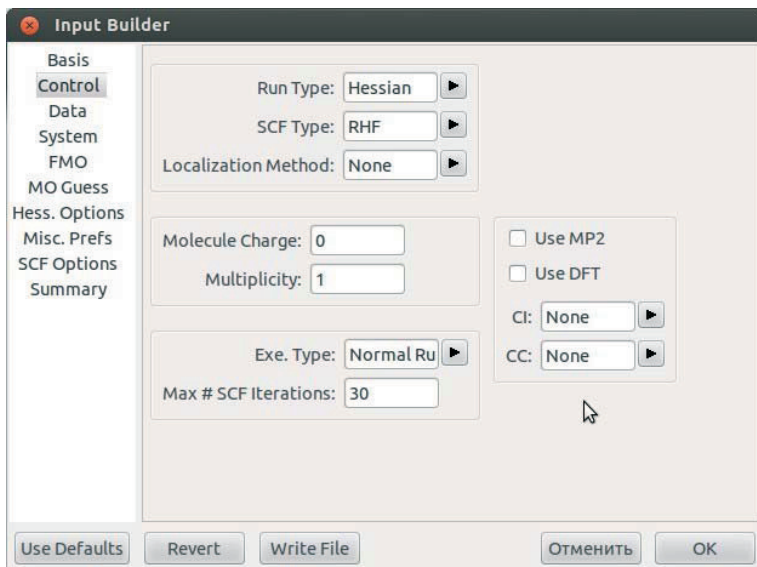 Input Builder
Basis
Control
Data
System
FMO
MO Guess
Hess. Options
Misc. Prefs
SCF Options
Summary
Run Type: Hessian
SCF Type: RHF
Localization Method: None
Molecule Charge: 0
Multiplicity: 1
Use MP2
Use DFT
CI: None
CC: None
Exe. Type: Normal Ru
Max # SCF Iterations: 30
Use Defaults Revert Write File Отменить OK